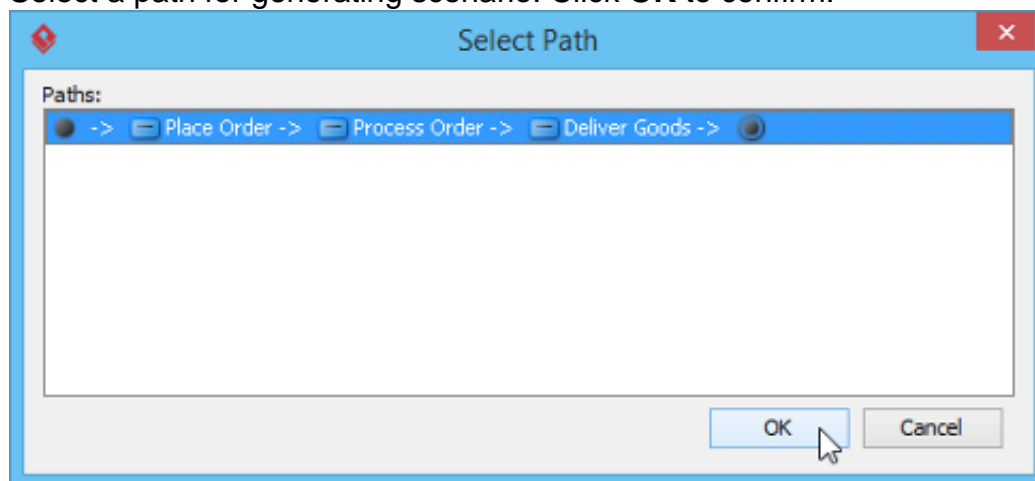 Select a path for generating scenario. Click OK to confirm.
Select Path
Paths:
-> Place Order -> Process Order -> Deliver Goods ->
OK Cancel